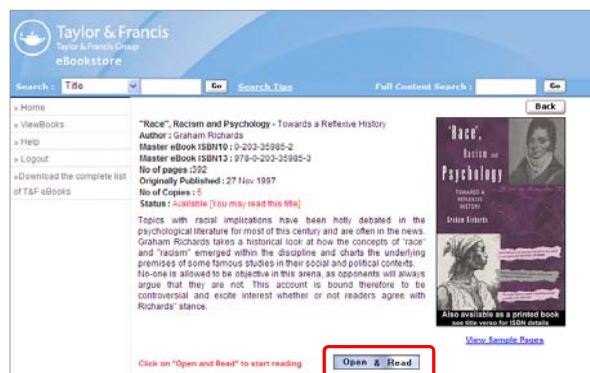 Taylor & Francis
Taylor & Francis Group
eBookstore
Search : Title Go Search Tips Full Content Search : Go
» Home
» ViewBooks
» Help
» Logout
»Download the complete list
of T&F eBooks
Back
"Race", Racism and Psychology - Towards a Reflexive History
Author : Graham Richards
Master eBook ISBN10 : 0-203-35985-2
Master eBook ISBN13 : 978-0-203-35985-3
No of pages :392
Originally Published : 27 Nov 1997
No of Copies : 5
Status : Available [You may read this title]
Topics with racial implications have been hotly debated in the
psychological literature for most of this century and are often in the news.
Graham Richards takes a historical look at how the concepts of "race"
and "racism" emerged within the discipline and charts the underlying
premises of some famous studies in their social and political contexts.
No-one is allowed to be objective in this arena, as opponents will always
argue that they are not. This account is bound therefore to be
controversial and excite interest whether or not readers agree with
Richards' stance.
'Race',
Racism and
Psychology
TOWARDS A
REFLEXIVE
HISTORY
Graham Richards
Also available as a printed book
see title verso for ISBN details
View Sample Pages
Click on "Open and Read" to start reading
Open & Read